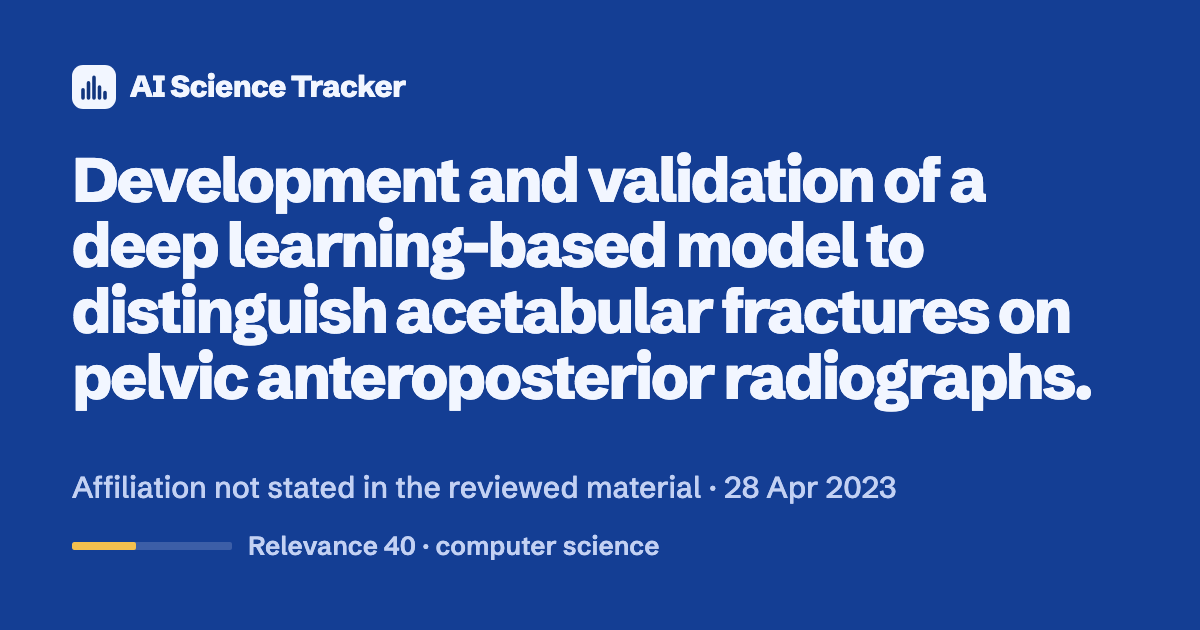 AI Science Tracker
Development and validation of a
deep learning-based model to
distinguish acetabular fractures on
pelvic anteroposterior radiographs.
Affiliation not stated in the reviewed material · 28 Apr 2023
Relevance 40 · computer science